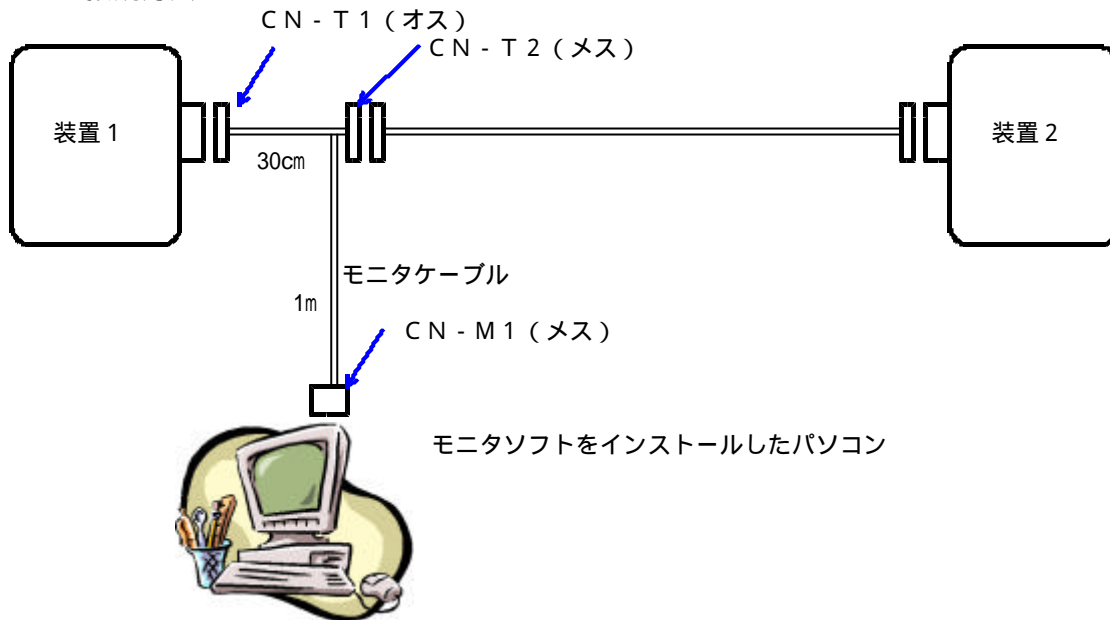 CN-T1(オス)
CN-T2(メス)
装置1
装置2
30cm
モニタケーブル
1m
CN-M1(メス)
モニタソフトをインストールしたパソコン